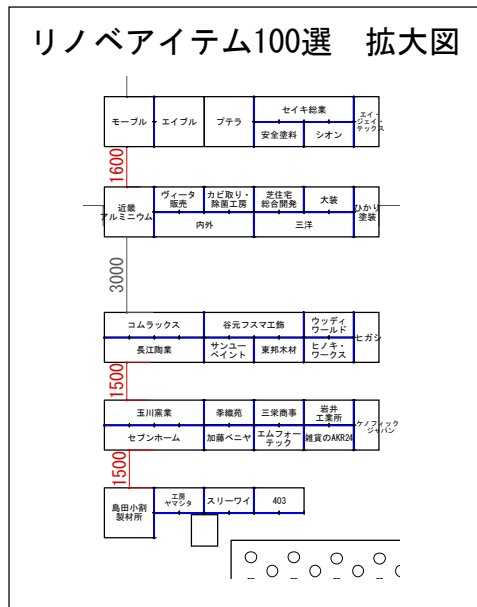 リノベアイテム100選　拡大図
モーブル
エイブル
プテラ
セイキ総業
安全塗料
シオン
エイ・
ジェイ・
テックス
1600
近畿
アルミニウム
ヴィータ
販売
カビ取り・
除菌工房
芝住宅
総合開発
大装
内外
三洋
ひかり
塗装
3000
コムラックス
谷元フスマ工飾
ウッディ
ワールド
長江陶業
サンユー
ペイント
東邦木材
ヒノキ・
ワークス
ヒガシ
1500
玉川窯業
季織苑
三栄商事
岩井
工業所
セブンホーム
加藤ベニヤ
エムフォー
テック
雑貨のAKR24
ケノフィック
ジャパン
1500
島田小割
製材所
工房
ヤマシタ
スリーワイ
403